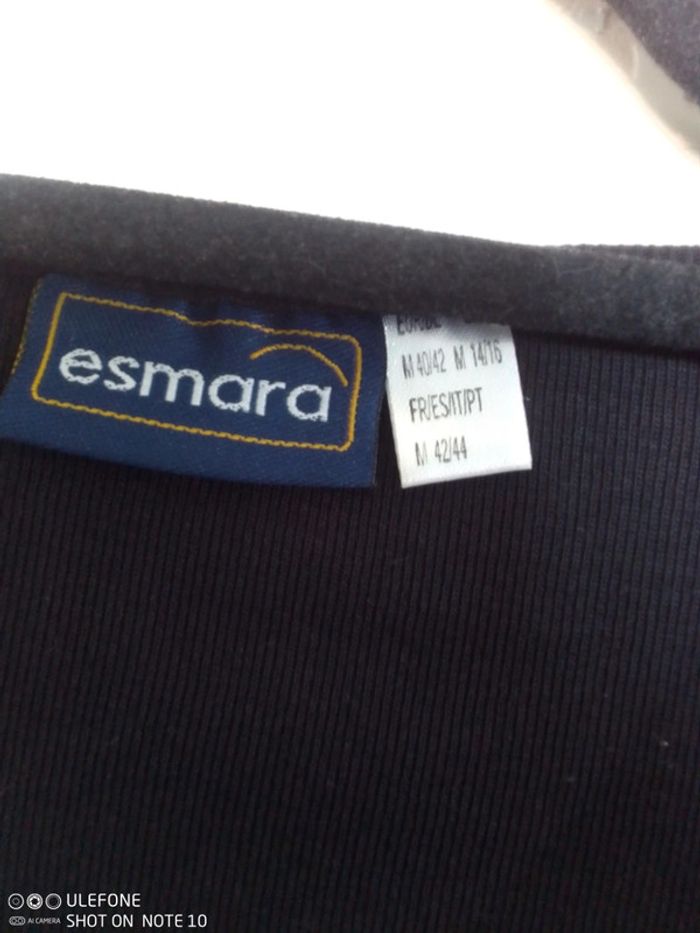 esmara
M 40/42 M 14/16
FR/ES/IT/PT
M 42/44
ULEFONE
AI CAMERA SHOT ON NOTE 10